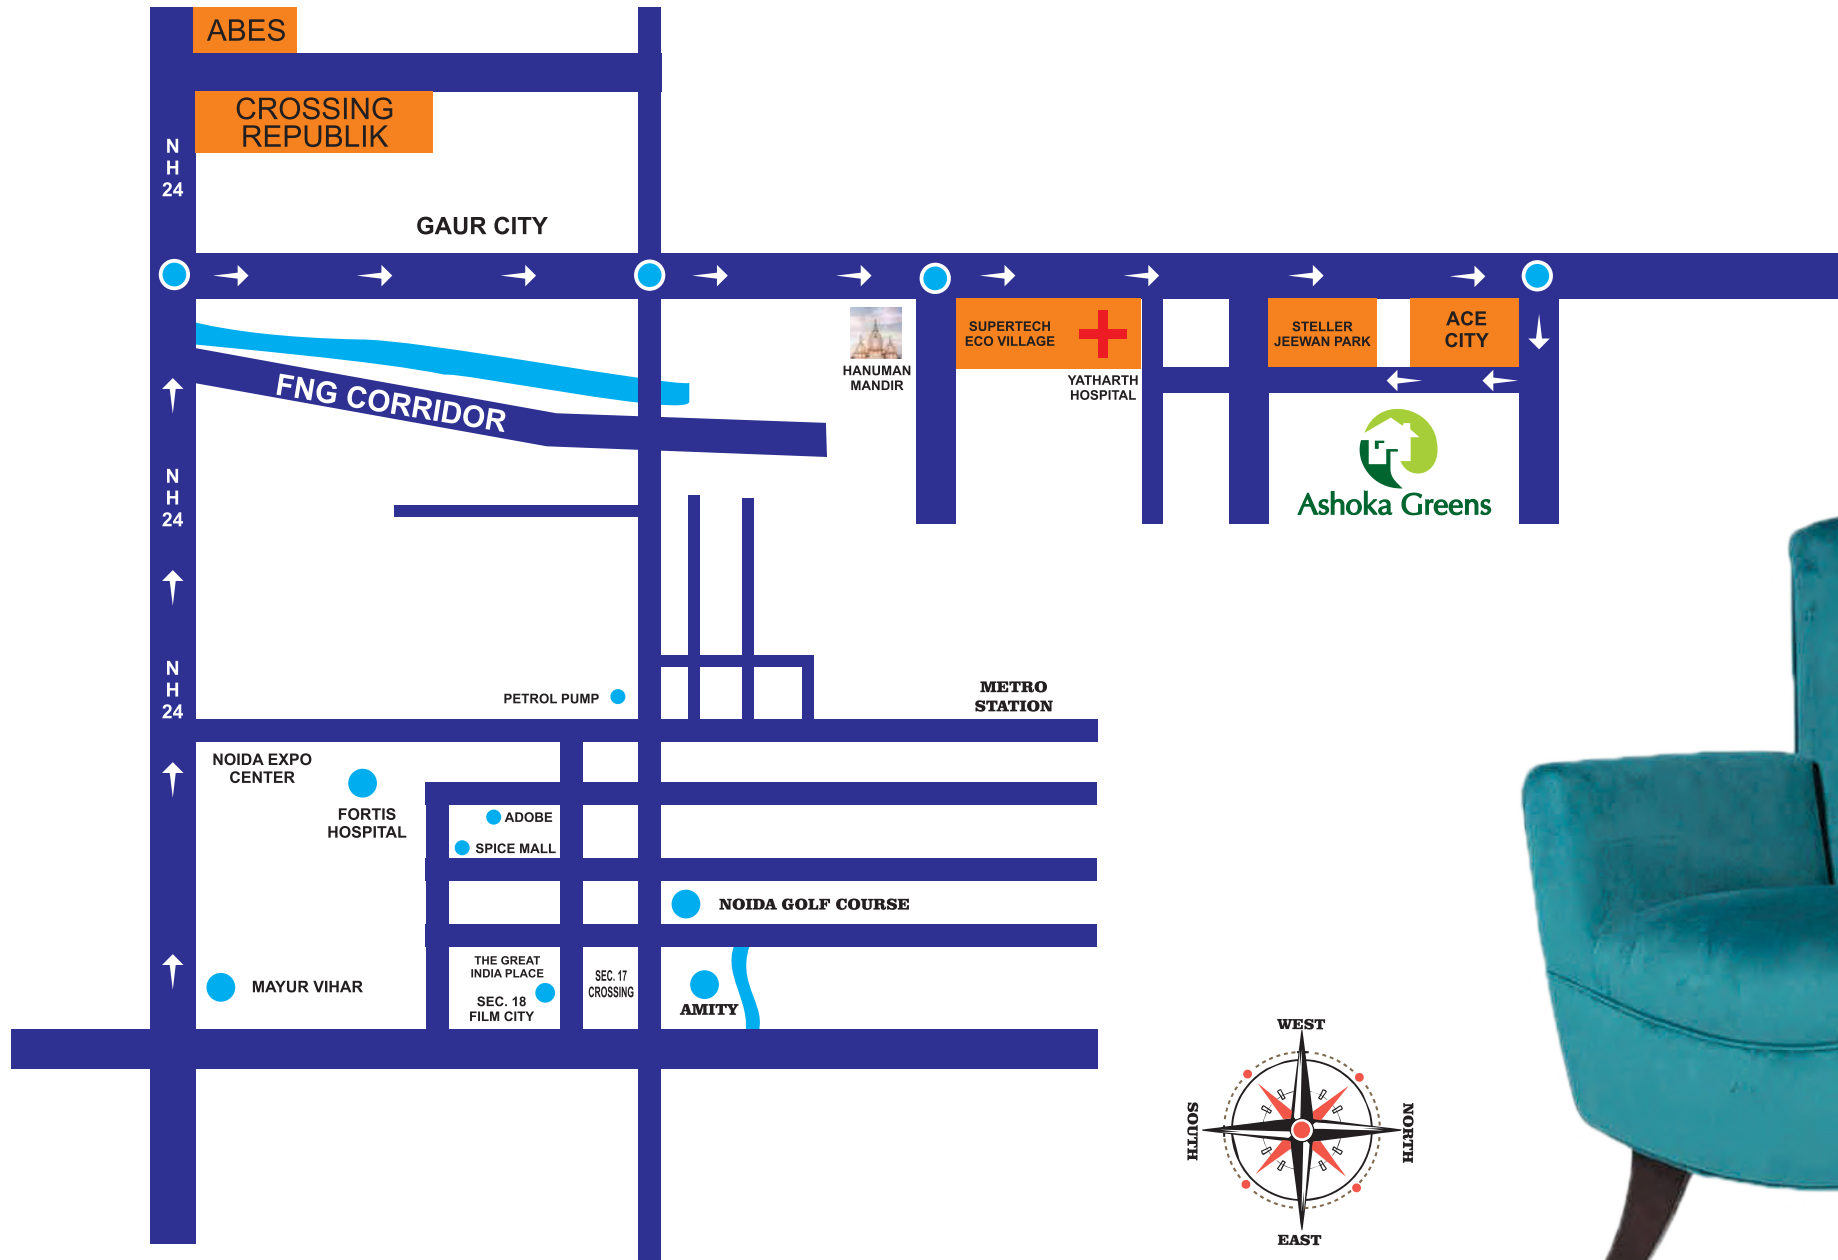 ABES
CROSSING
REPUBLIK
N
H
24
GAUR CITY
HANUMAN
MANDIR
SUPERTECH
ECO VILLAGE
YATHARTH
HOSPITAL
STELLER
JEEWAN PARK
ACE
CITY
FNG CORRIDOR
Ashoka Greens
N
H
24
N
H
24
PETROL PUMP
METRO
STATION
NOIDA EXPO
CENTER
FORTIS
HOSPITAL
ADOBE
SPICE MALL
NOIDA GOLF COURSE
THE GREAT
INDIA PLACE
SEC. 18
FILM CITY
SEC. 17
CROSSING
MAYUR VIHAR
AMITY
WEST
SOUTH
NORTH
EAST